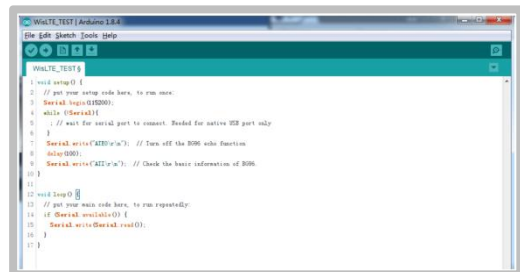 WisLTE_TEST | Arduino 1.8.4
File Edit Sketch Tools Help
WisLTE_TEST §
1 void setup() {
2 // put your setup code here, to run once:
3 Serial.begin(115200);
4 while (!Serial){
5 ; // wait for serial port to connect. Needed for native USB port only
6 }
7 Serial.write("ATE0\r\n"); // Turn off the BG96 echo function
8 delay(100);
9 Serial.write("ATI\r\n"); // Check the basic information of BG96.
10 }
11
12 void loop() {
13 // put your main code here, to run repeatedly:
14 if (Serial.available()) {
15 Serial.write(Serial.read());
16 }
17 }